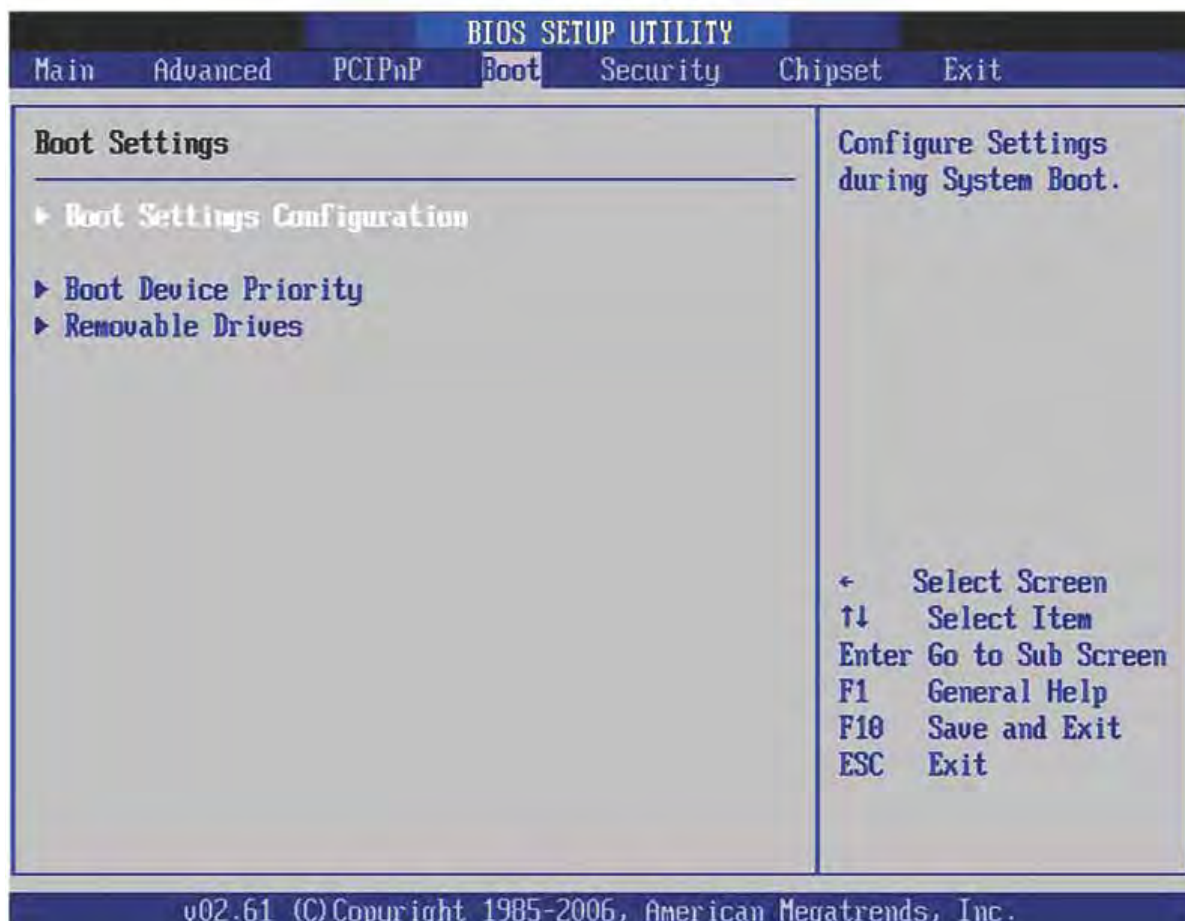 BIOS SETUP UTILITY
Main Advanced PCIPnP Boot Security Chipset Exit
Boot Settings
▶ Boot Settings Configuration
▶ Boot Device Priority
▶ Removable Drives
Configure Settings
during System Boot.
← Select Screen
↑↓ Select Item
Enter Go to Sub Screen
F1 General Help
F10 Save and Exit
ESC Exit
v02.61 (C)Copyright 1985-2006, American Megatrends, Inc.